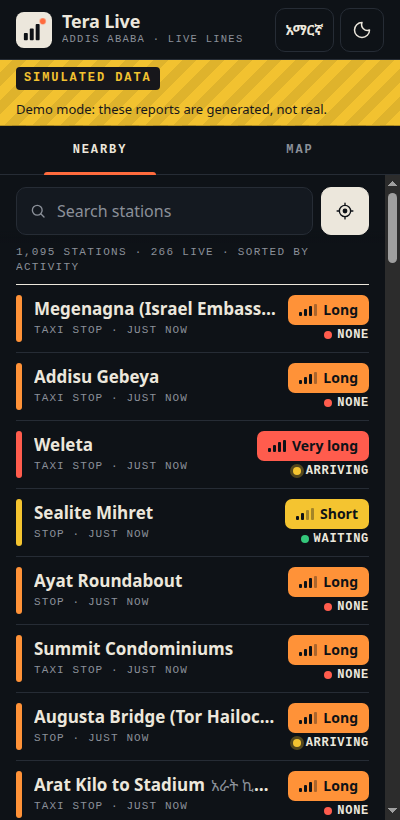 Tera Live
ADDIS ABABA · LIVE LINES
አማርኛ
SIMULATED DATA
Demo mode: these reports are generated, not real.
NEARBY
MAP
Search stations
1,095 STATIONS · 266 LIVE · SORTED BY
ACTIVITY
Megenagna (Israel Embass...
Long
TAXI STOP · JUST NOW
NONE
Addisu Gebeya
Long
TAXI STOP · JUST NOW
NONE
Weleta
Very long
TAXI STOP · JUST NOW
ARRIVING
Sealite Mihret
Short
STOP · JUST NOW
WAITING
Ayat Roundabout
Long
STOP · JUST NOW
NONE
Summit Condominiums
Long
TAXI STOP · JUST NOW
NONE
Augusta Bridge (Tor Hailoc...
Long
STOP · JUST NOW
ARRIVING
Arat Kilo to Stadium አራት ኪ...
Long
TAXI STOP · JUST NOW
NONE